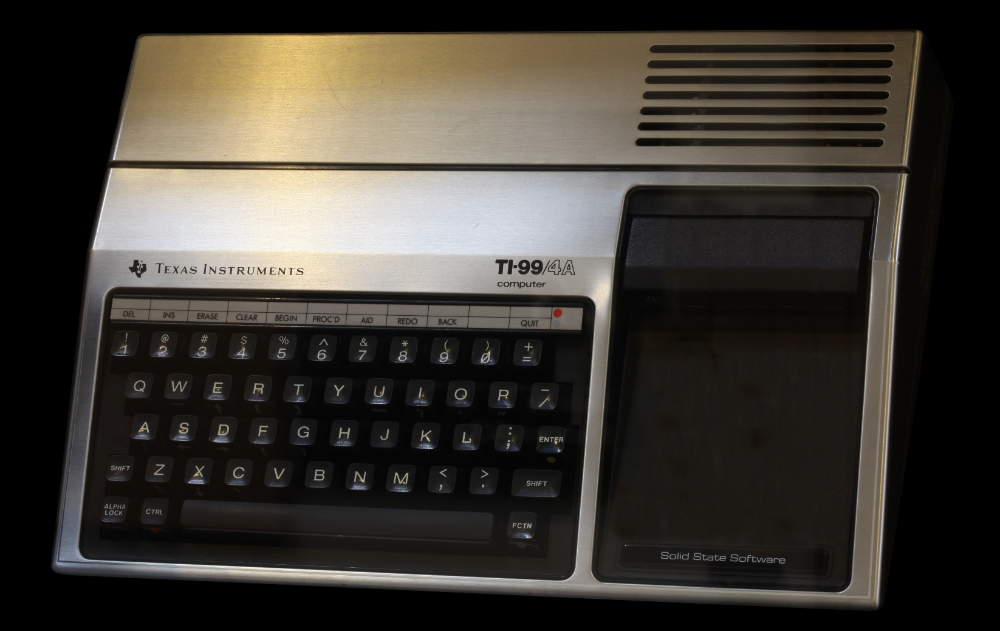 TEXAS INSTRUMENTS
TI-99/4A
computer
DEL INS ERASE CLEAR BEGIN PROC'D AID REDO BACK QUIT
! @ # $ % ^ & * ( ) +
1 2 3 4 5 6 7 8 9 0 =
Q W E R T Y U I O P - /
A S D F G H J K L : ; ENTER
SHIFT Z X C V B N M < , > . SHIFT
ALPHA LOCK CTRL FCTN
Solid State Software